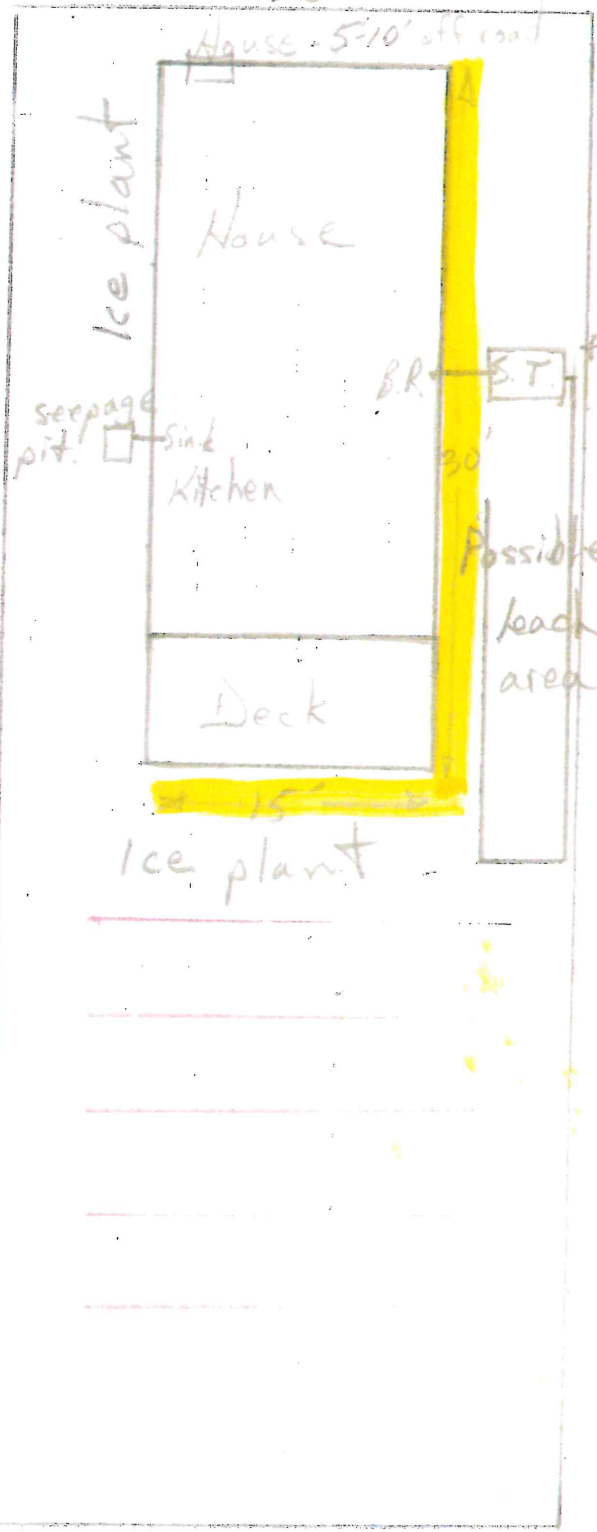 House - 5-10' off road
Ice plant
House
B.R.
S. T.
seepage
pit.
Sink
Kitchen
30'
Possible
leach
area
Deck
15'
Ice plant